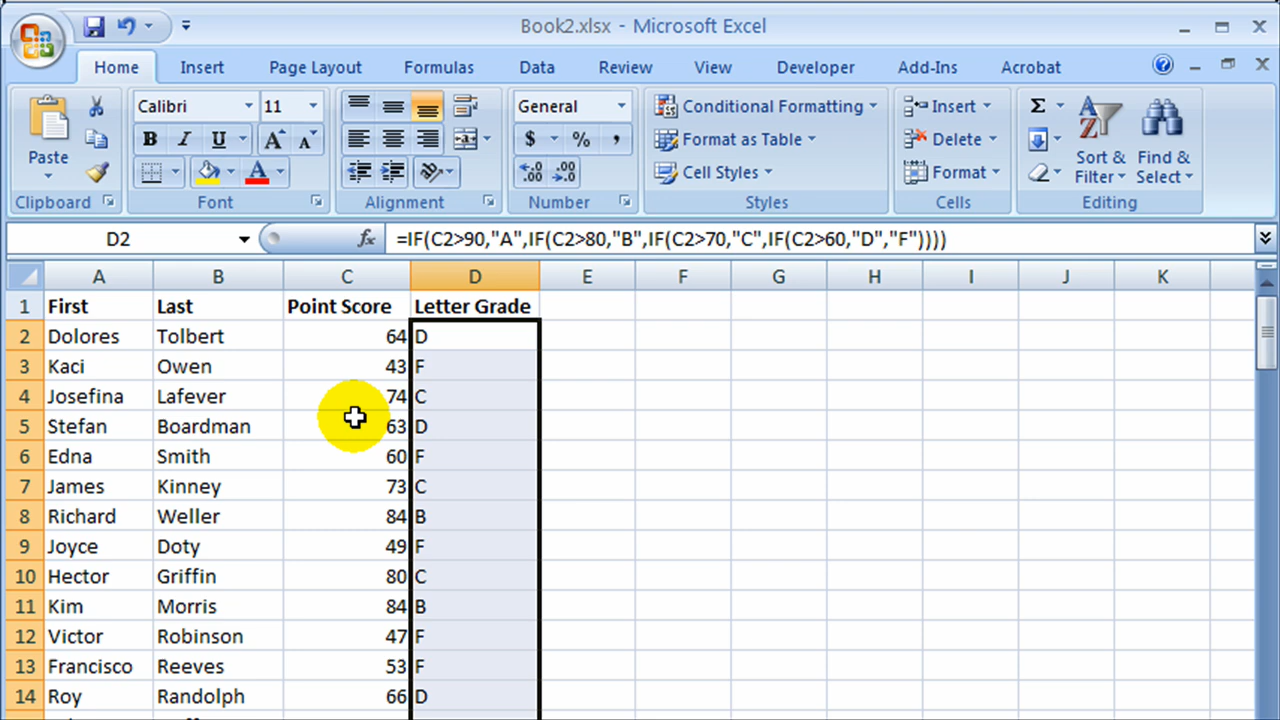 Book2.xlsx - Microsoft Excel
Home Insert Page Layout Formulas Data Review View Developer Add-Ins Acrobat
Calibri 11 General Conditional Formatting Insert Σ
Paste B I U A A $ % , Format as Table Delete Sort & Filter Find & Select
A Cell Styles Format
Clipboard Font Alignment Number Styles Cells Editing
D2 fx =IF(C2>90,"A",IF(C2>80,"B",IF(C2>70,"C",IF(C2>60,"D","F"))))
A B C D E F G H I J K
1 First Last Point Score Letter Grade
2 Dolores Tolbert 64 D
3 Kaci Owen 43 F
4 Josefina Lafever 74 C
5 Stefan Boardman 63 D
6 Edna Smith 60 F
7 James Kinney 73 C
8 Richard Weller 84 B
9 Joyce Doty 49 F
10 Hector Griffin 80 C
11 Kim Morris 84 B
12 Victor Robinson 47 F
13 Francisco Reeves 53 F
14 Roy Randolph 66 D